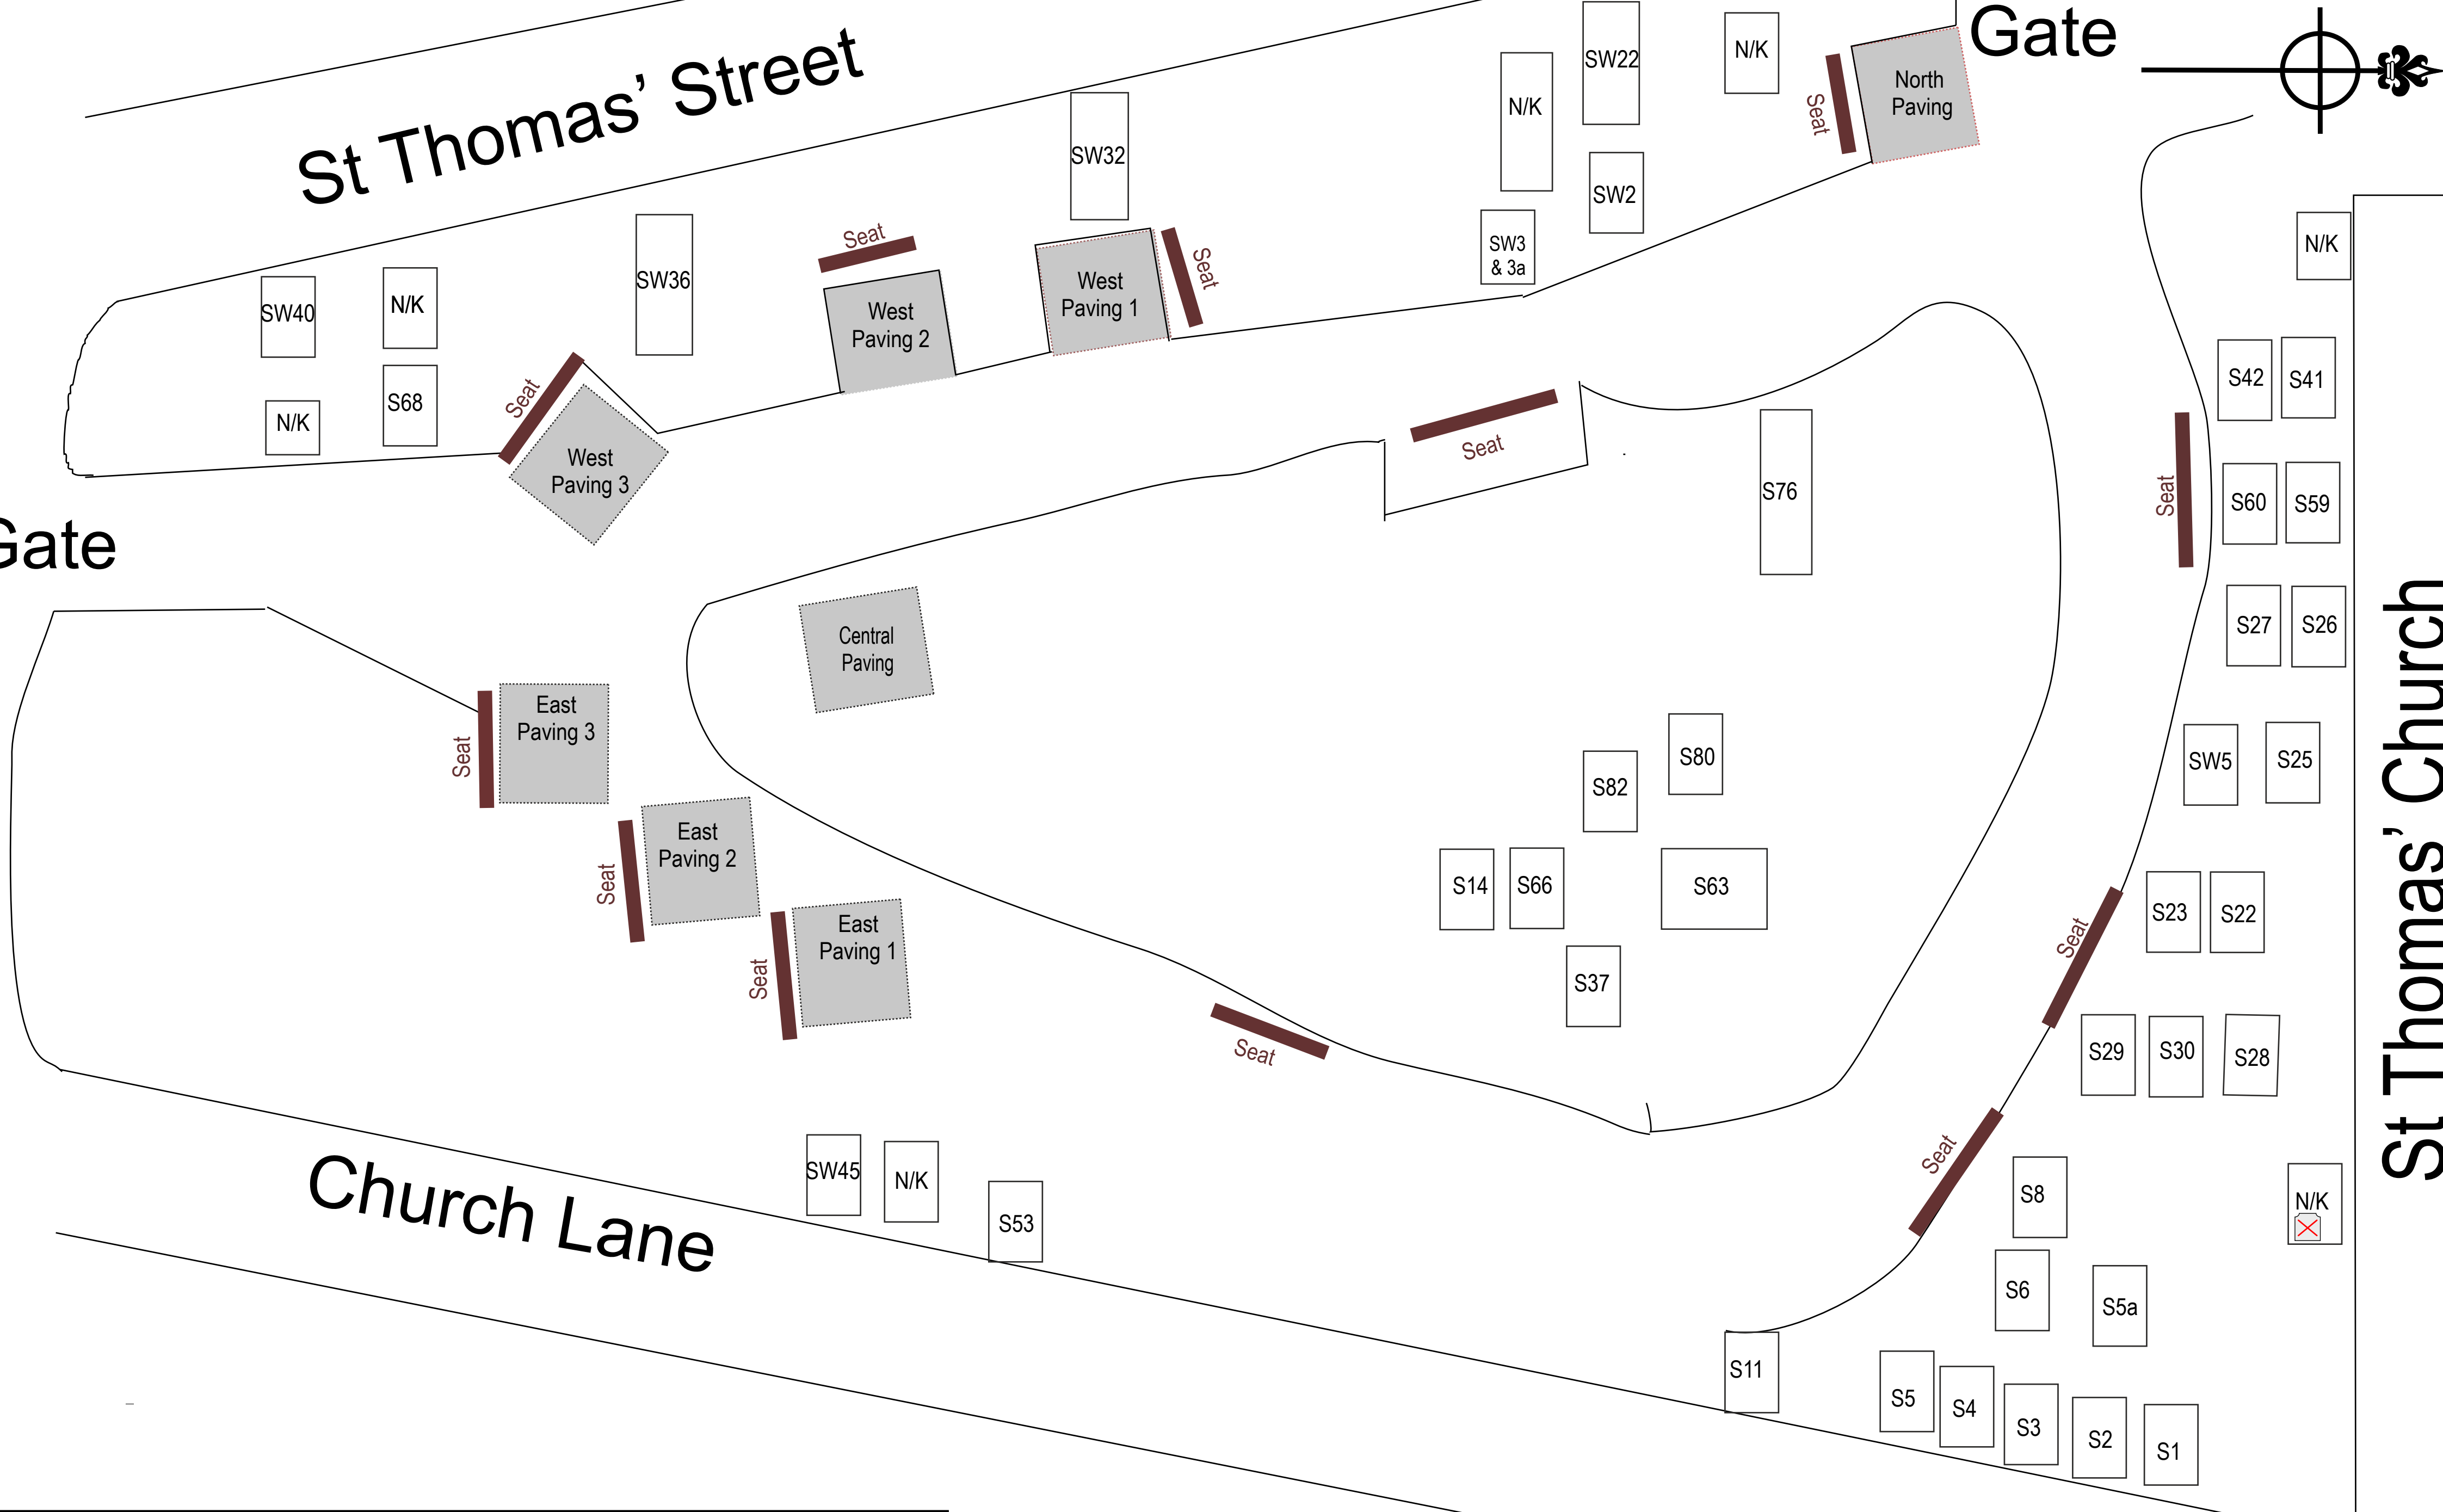 Gate
St Thomas’ Street
SW22
N/K
North
Paving
Seat
N/K
SW32
SW2
SW3
& 3a
N/K
Seat
SW36
West
Paving 2
West
Paving 1
Seat
SW40
N/K
N/K
S68
Seat
West
Paving 3
Seat
S76
S42
S41
Seat
S60
S59
Gate
S27
S26
Central
Paving
East
Paving 3
Seat
S80
S82
SW5
S25
St Thomas’ Church
East
Paving 2
Seat
S14
S66
S63
S23
S22
Seat
East
Paving 1
Seat
S37
Seat
S29
S30
S28
Church Lane
SW45
N/K
S53
Seat
S8
N/K
S6
S5a
S11
S5
S4
S3
S2
S1